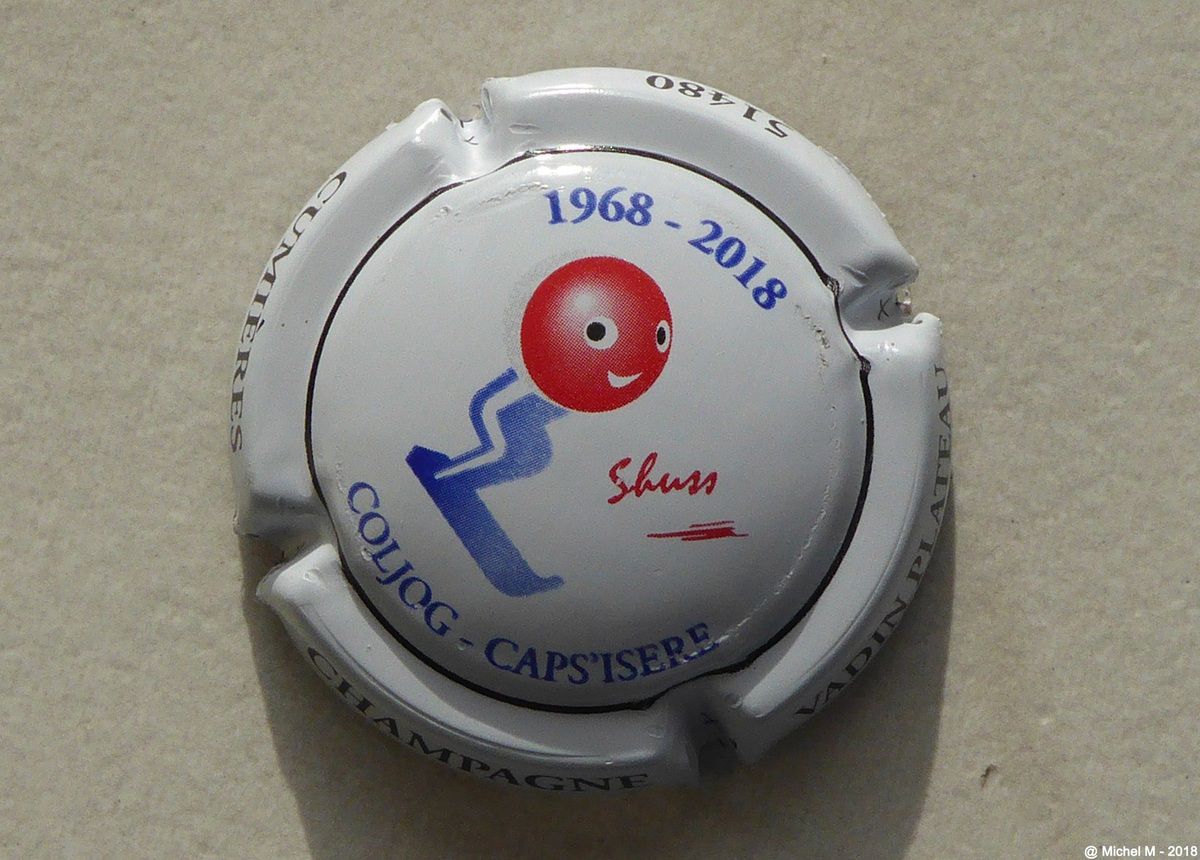 1968 - 2018
Shuss
COLJOG - CAPS'ISERE
51480
CUMIÈRES
CHAMPAGNE
VADIN PLATEAU
@ Michel M - 2018